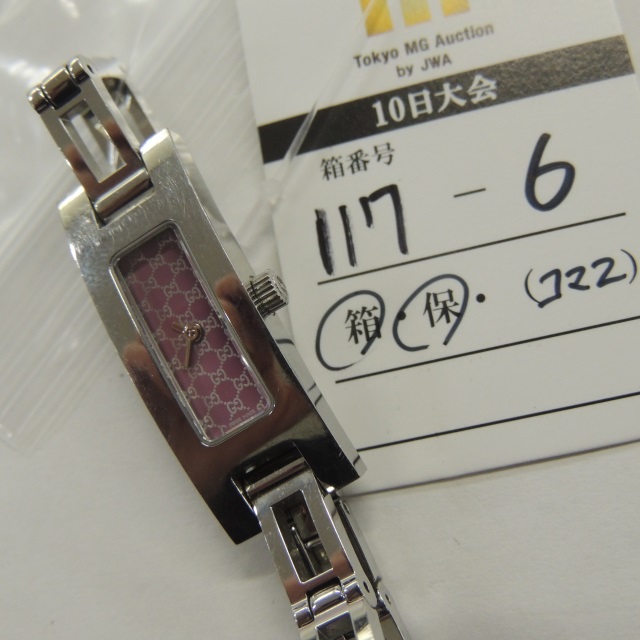 Tokyo MG Auction
by JWA
10日大会
箱番号
117 - 6
箱・保・(コマ2)